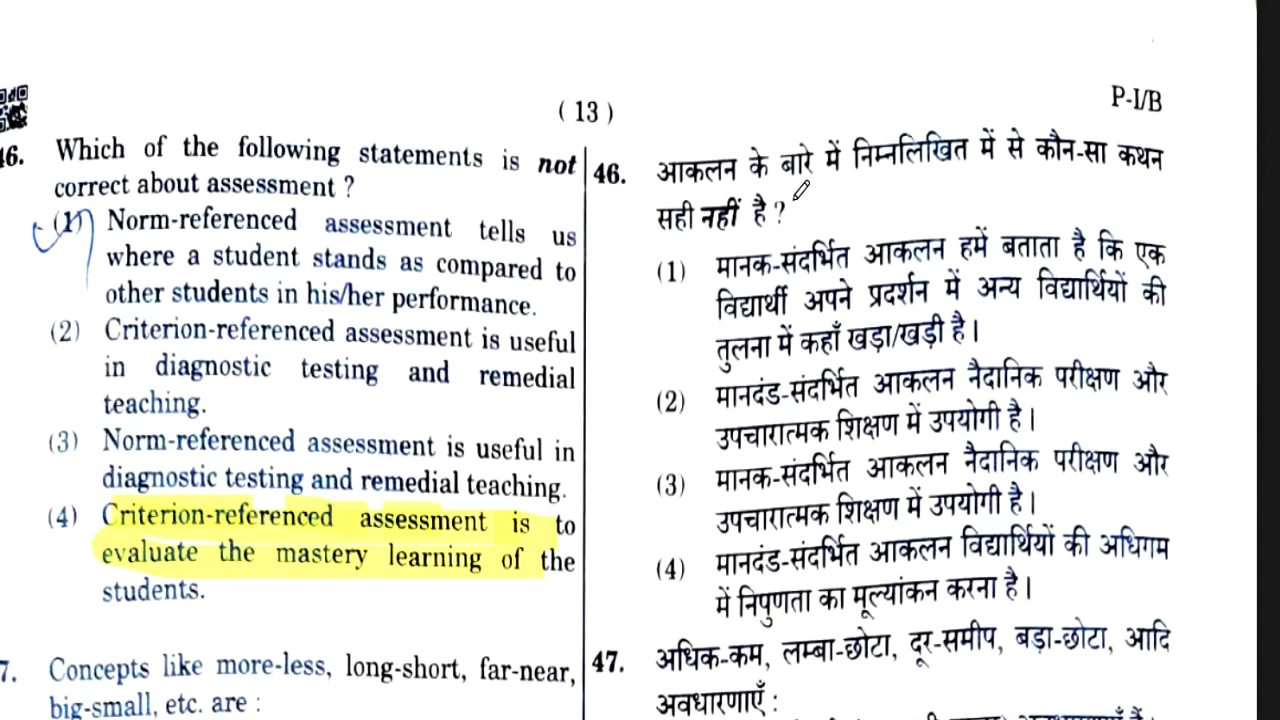 ( 13 )
P-I/B
46. Which of the following statements is not
correct about assessment ?
(1) Norm-referenced assessment tells us
where a student stands as compared to
other students in his/her performance.
(2) Criterion-referenced assessment is useful
in diagnostic testing and remedial
teaching.
(3) Norm-referenced assessment is useful in
diagnostic testing and remedial teaching.
(4) Criterion-referenced assessment is to
evaluate the mastery learning of the
students.
7. Concepts like more-less, long-short, far-near,
big-small, etc. are :
46. आकलन के बारे में निम्नलिखित में से कौन-सा कथन
सही नहीं है ?
(1) मानक-संदर्भित आकलन हमें बताता है कि एक
विद्यार्थी अपने प्रदर्शन में अन्य विद्यार्थियों की
तुलना में कहाँ खड़ा/खड़ी है।
(2) मानदंड-संदर्भित आकलन नैदानिक परीक्षण और
उपचारात्मक शिक्षण में उपयोगी है।
(3) मानक-संदर्भित आकलन नैदानिक परीक्षण और
उपचारात्मक शिक्षण में उपयोगी है।
(4) मानदंड-संदर्भित आकलन विद्यार्थियों की अधिगम
में निपुणता का मूल्यांकन करना है।
47. अधिक-कम, लम्बा-छोटा, दूर-समीप, बड़ा-छोटा, आदि
अवधारणाएँ :